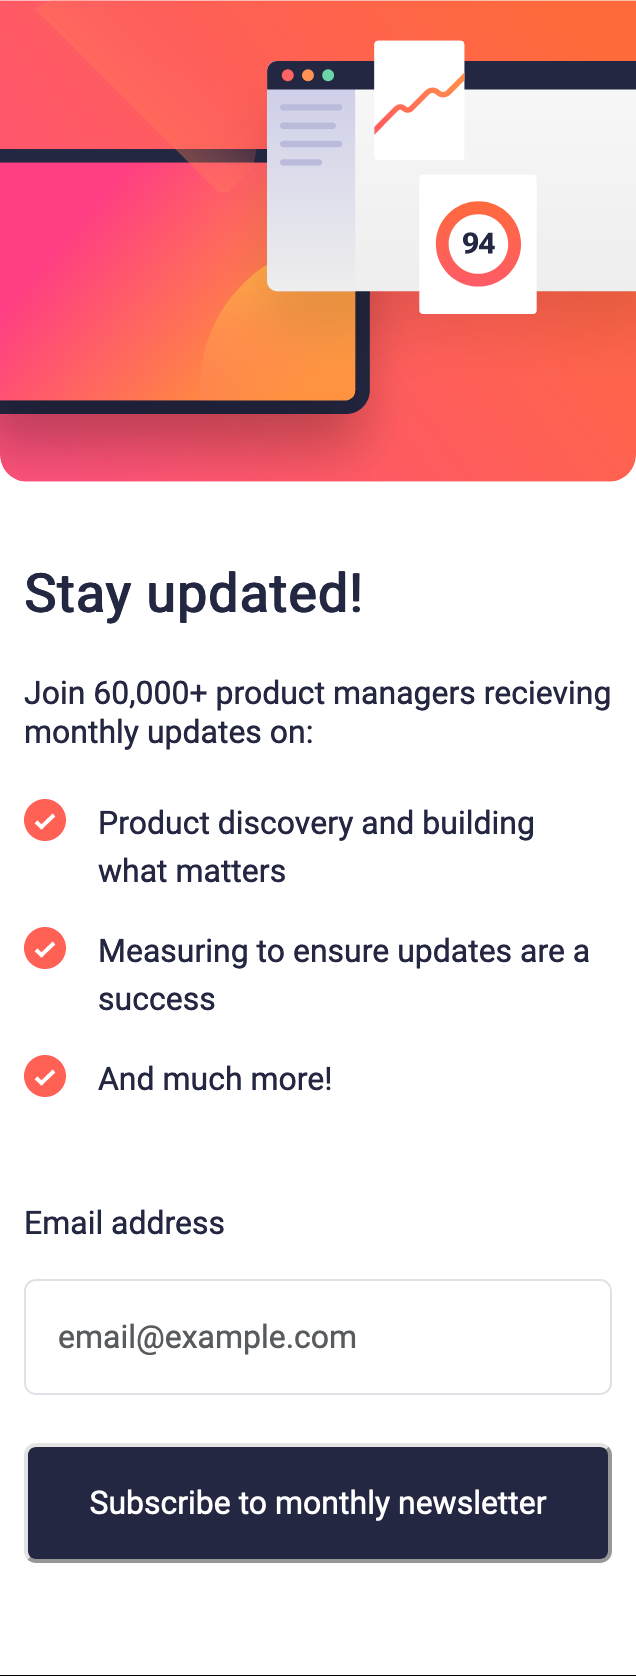 94
Stay updated!
Join 60,000+ product managers recieving
monthly updates on:
Product discovery and building
what matters
Measuring to ensure updates are a
success
And much more!
Email address
email@example.com
Subscribe to monthly newsletter